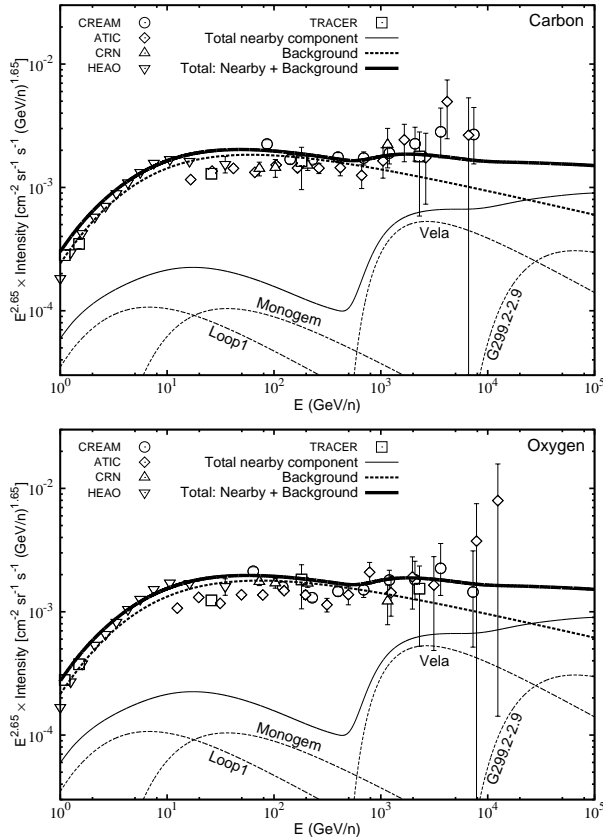 CREAM
ATIC
CRN
HEAO
TRACER
Total nearby component
Background
Total: Nearby + Background
Carbon
E^2.65 × Intensity [cm^-2 sr^-1 s^-1 (GeV/n)^1.65]
10^-2
10^-3
10^-4
Loop1
Monogem
Vela
G299.2-2.9
10^0 10^1 10^2 10^3 10^4 10^5
E (GeV/n)
CREAM
ATIC
CRN
HEAO
TRACER
Total nearby component
Background
Total: Nearby + Background
Oxygen
E^2.65 × Intensity [cm^-2 sr^-1 s^-1 (GeV/n)^1.65]
10^-2
10^-3
10^-4
Loop1
Monogem
Vela
G299.2-2.9
10^0 10^1 10^2 10^3 10^4 10^5
E (GeV/n)